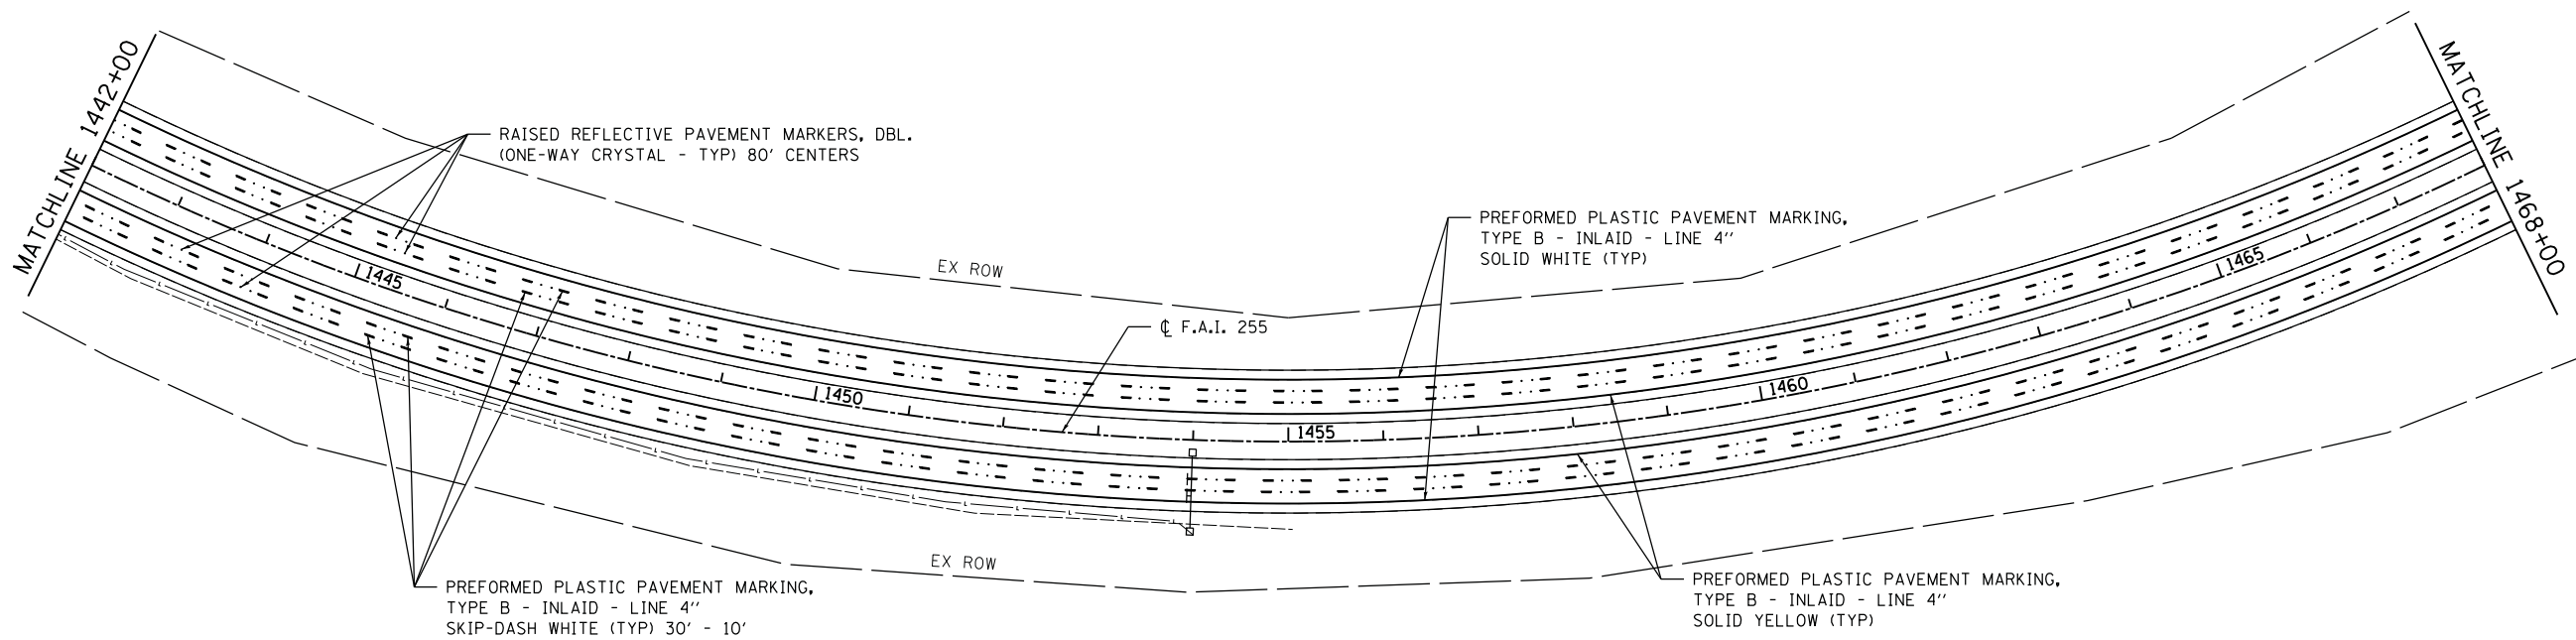 MATCHLINE 1442+00
MATCHLINE 1468+00
RAISED REFLECTIVE PAVEMENT MARKERS, DBL.
(ONE-WAY CRYSTAL - TYP) 80' CENTERS
PREFORMED PLASTIC PAVEMENT MARKING,
TYPE B - INLAID - LINE 4''
SOLID WHITE (TYP)
EX ROW
1445
℄ F.A.I. 255
1450
1455
1460
1465
EX ROW
PREFORMED PLASTIC PAVEMENT MARKING,
TYPE B - INLAID - LINE 4''
SKIP-DASH WHITE (TYP) 30' - 10'
PREFORMED PLASTIC PAVEMENT MARKING,
TYPE B - INLAID - LINE 4''
SOLID YELLOW (TYP)